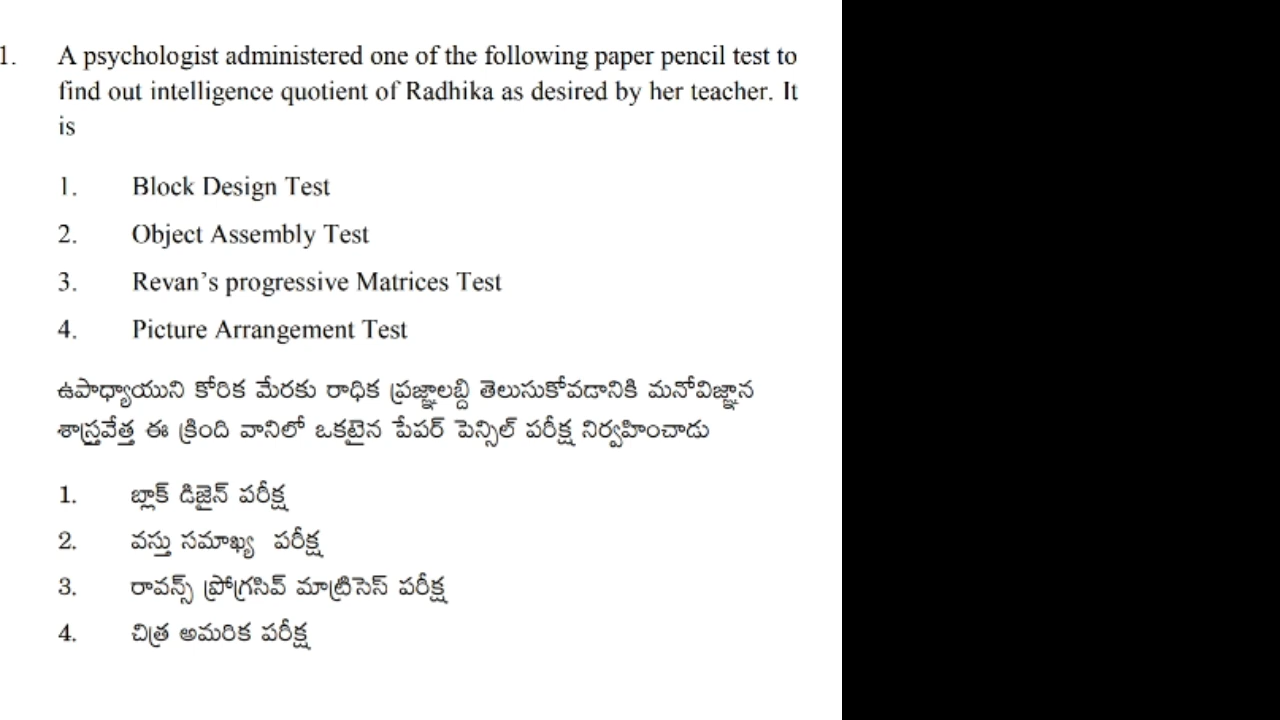 1. A psychologist administered one of the following paper pencil test to
find out intelligence quotient of Radhika as desired by her teacher. It
is
1. Block Design Test
2. Object Assembly Test
3. Revan's progressive Matrices Test
4. Picture Arrangement Test
ఉపాధ్యాయుని కోరిక మేరకు రాధిక ప్రజ్ఞాలబ్ది తెలుసుకోవడానికి మనోవిజ్ఞాన
శాస్త్రవేత్త ఈ క్రింది వానిలో ఒకటైన పేపర్ పెన్సిల్ పరీక్ష నిర్వహించాడు
1. బ్లాక్ డిజైన్ పరీక్ష
2. వస్తు సమాఖ్య పరీక్ష
3. రావన్స్ ప్రోగ్రసివ్ మాట్రిసెస్ పరీక్ష
4. చిత్ర అమరిక పరీక్ష